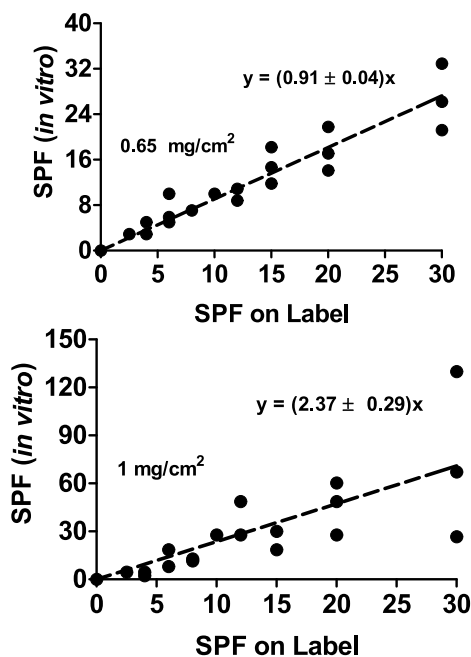 40
32
24
16
8
0
SPF (in vitro)
y = (0.91 ± 0.04)x
0.65 mg/cm²
0 5 10 15 20 25 30
SPF on Label
150
120
90
60
30
0
SPF (in vitro)
y = (2.37 ± 0.29)x
1 mg/cm²
0 5 10 15 20 25 30
SPF on Label